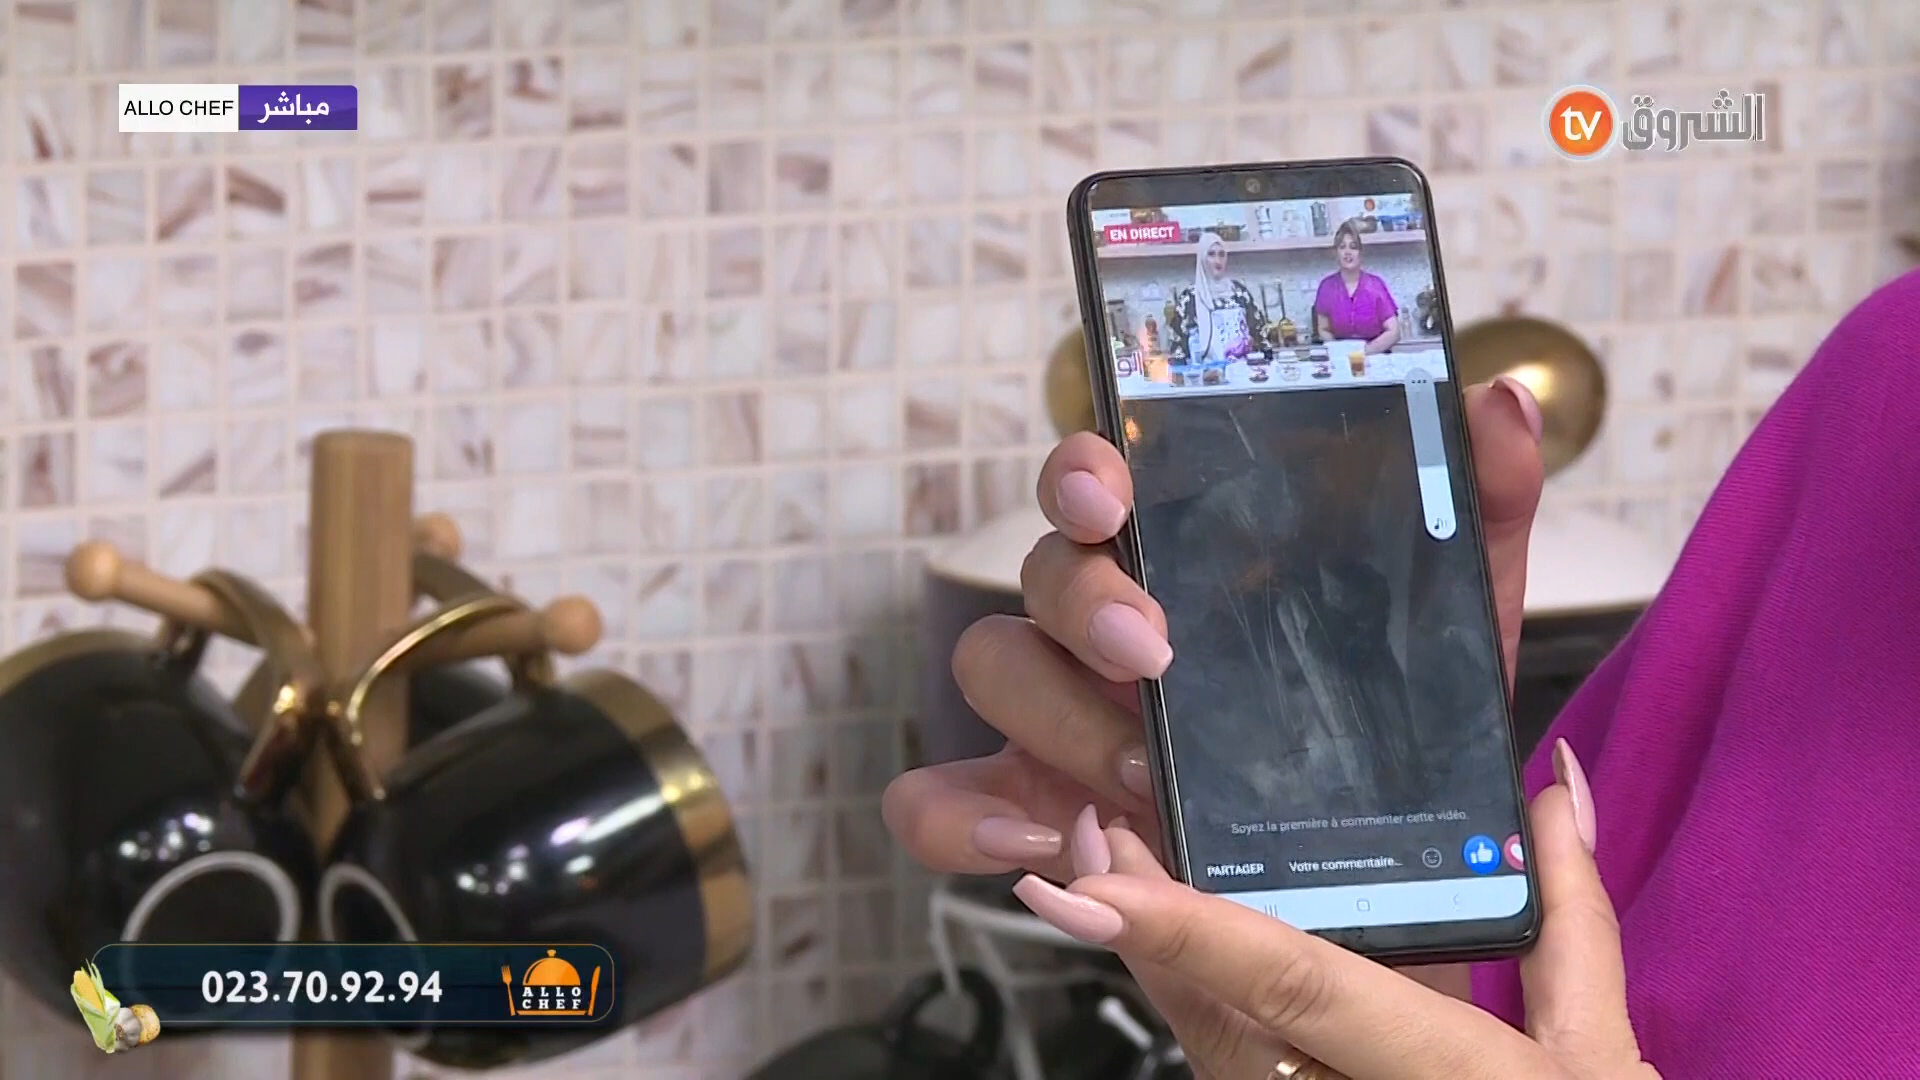 ALLO CHEF مباشر
tv الشروق
EN DIRECT
Soyez la première à commenter cette vidéo.
PARTAGER Votre commentaire...
023.70.92.94
ALLO
CHEF